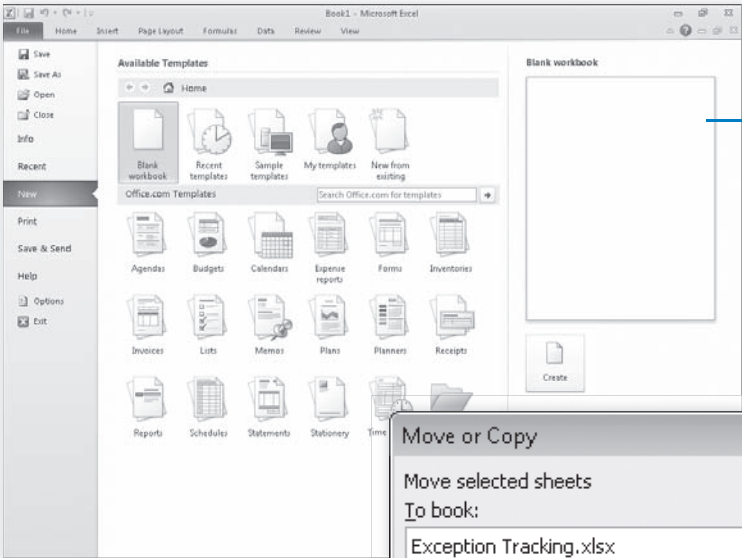 Book1 - Microsoft Excel
File Home Insert Page Layout Formulas Data Review View
Save
Save As
Open
Close
Info
Recent
New
Print
Save & Send
Help
Options
Exit
Available Templates
Home
Blank workbook
Recent templates
Sample templates
My templates
New from existing
Office.com Templates
Search Office.com for templates
Agendas
Budgets
Calendars
Expense reports
Forms
Inventories
Invoices
Lists
Memos
Plans
Planners
Receipts
Reports
Schedules
Statements
Stationery
Time
Blank workbook
Create
Move or Copy
Move selected sheets
To book:
Exception Tracking.xlsx